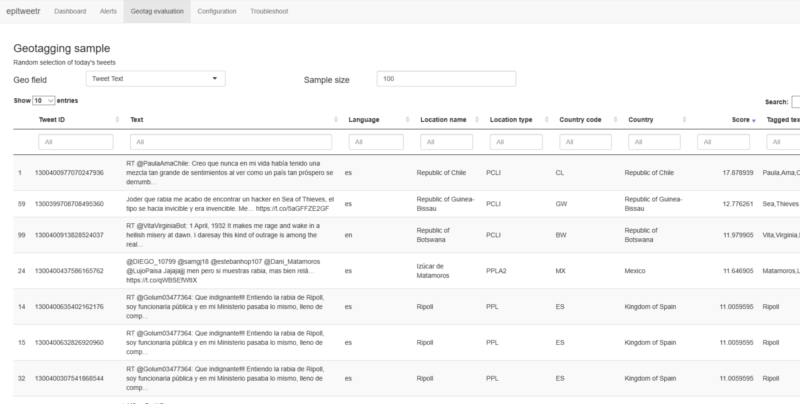 epitweetr Dashboard Alerts Geotag evaluation Configuration Troubleshoot
Geotagging sample
Random selection of today's tweets
Geo field Tweet Text Sample size 100
Show 10 entries Search:
Tweet ID Text Language Location name Location type Country code Country Score Tagged tex
All All All All All All All All All
1 1300400977070247936 RT @PaulaAmaChile: Creo que nunca en mi vida había tenido una mezcla tan grande de sentimientos al ver como un país tan próspero se derrumb... es Republic of Chile PCLI CL Republic of Chile 17.878939 Paula,Ama,C
59 1300399708708495360 Joder que rabia me acabo de encontrar un hacker en Sea of Thieves, el tipo se hacia invicible y era invencible. Me... https://t.co/5aGFFZE2GF es Republic of Guinea-Bissau PCLI GW Republic of Guinea-Bissau 12.776261 Sea,Thieves
99 1300400913828524037 RT @VitaVirginiaBot: 1 April, 1932 It makes me rage and wake in a hellish misery at dawn. I daresay this kind of outrage is among the real... en Republic of Botswana PCLI BW Republic of Botswana 11.979905 Vita,Virginia
24 1300400437586165762 @DIEGO_10799 @samgj18 @estebanhop107 @Dani_Matamoros @LujoPaisa Jajajajj men pero si muestras rabia, mas bien relá... https://t.co/qWBSEfWtIX es Izúcar de Matamoros PPLA2 MX Mexico 11.646905 Matamoros,L
14 1300400635402162176 RT @Golum03477364: Que indignante!!!! Entiendo la rabia de Ripoll, soy funcionaria pública y en mi Ministerio pasaba lo mismo, lleno de comp... es Ripoll PPL ES Kingdom of Spain 11.0059595 Ripoll
15 1300400632826920960 RT @Golum03477364: Que indignante!!!! Entiendo la rabia de Ripoll, soy funcionaria pública y en mi Ministerio pasaba lo mismo, lleno de comp... es Ripoll PPL ES Kingdom of Spain 11.0059595 Ripoll
32 1300400307541868544 RT @Golum03477364: Que indignante!!!! Entiendo la rabia de Ripoll, soy funcionaria pública y en mi Ministerio pasaba lo mismo, lleno de comp... es Ripoll PPL ES Kingdom of Spain 11.0059595 Ripoll